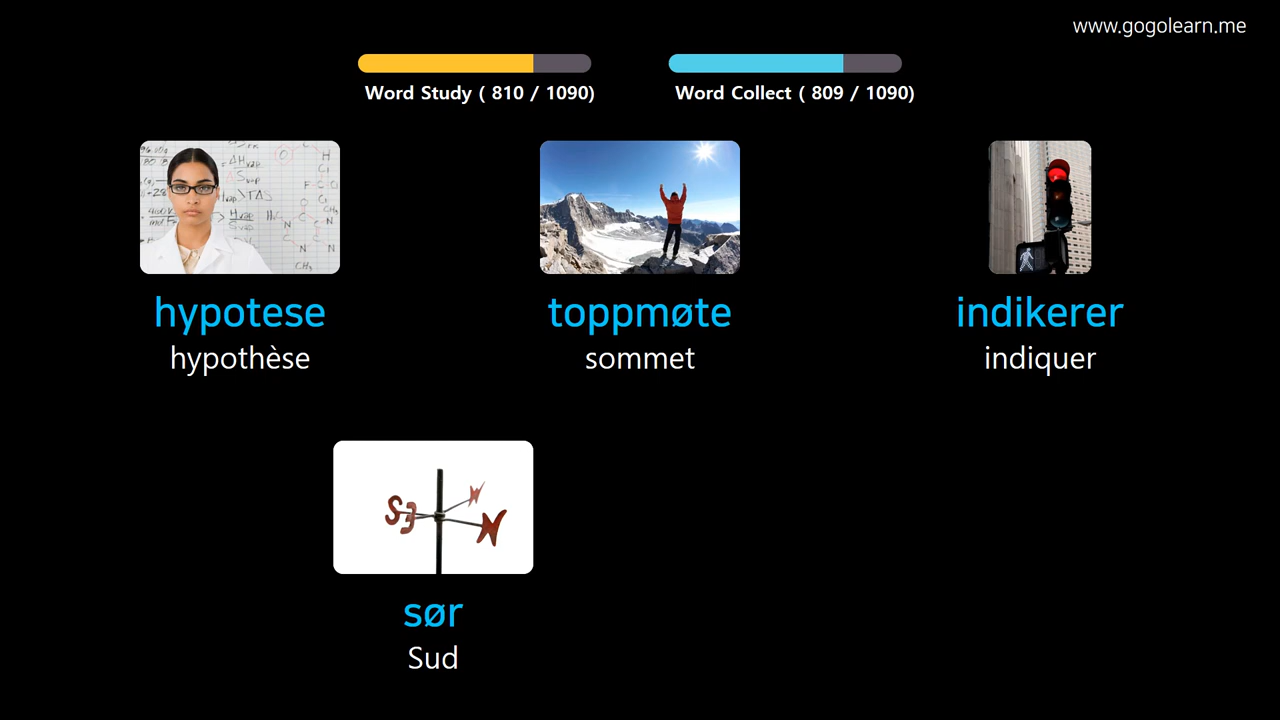 www.gogolearn.me
Word Study ( 810 / 1090)
Word Collect ( 809 / 1090)
hypotese
hypothèse
toppmøte
sommet
indikerer
indiquer
sør
Sud